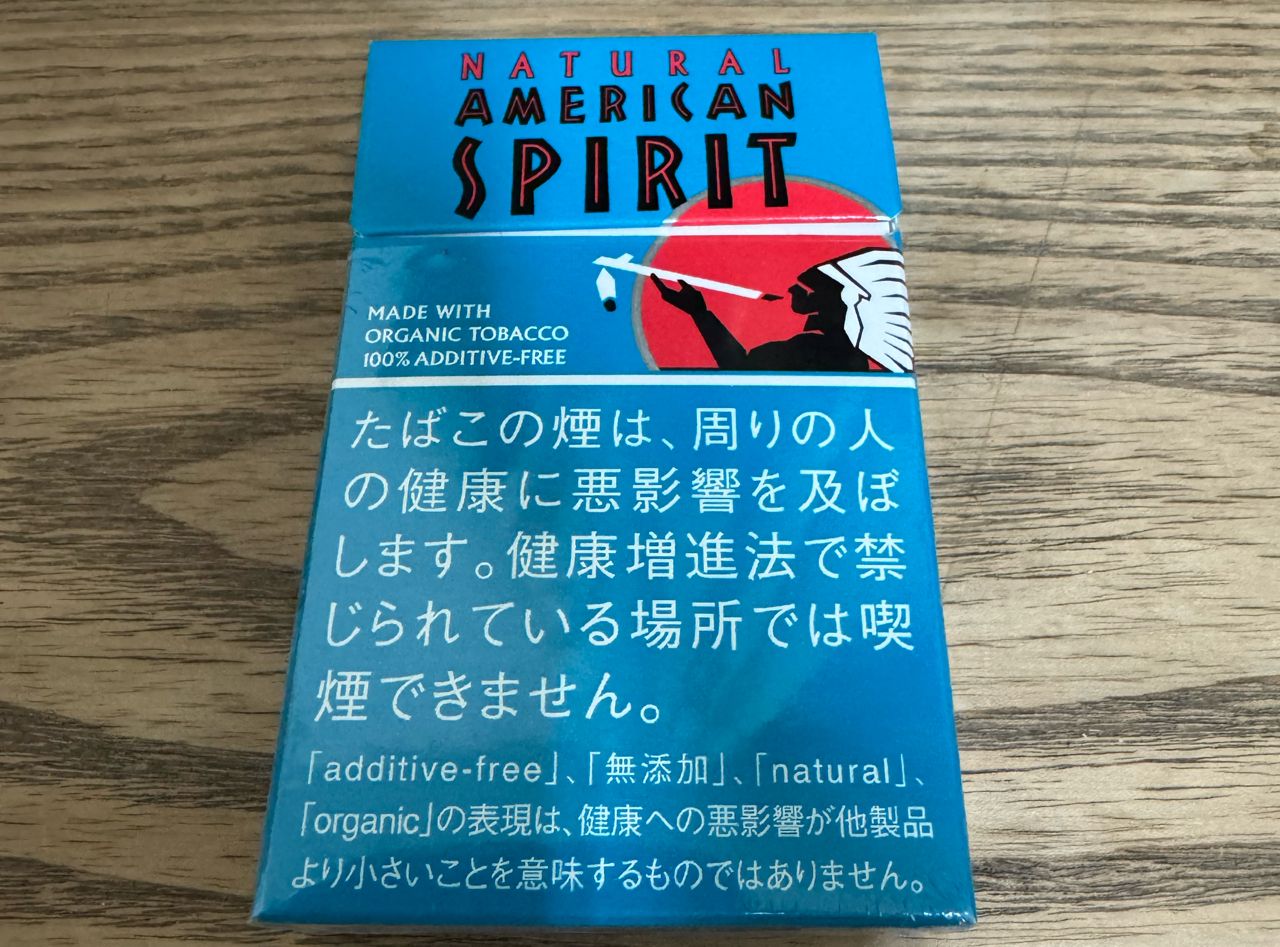 NATURAL
AMERICAN
SPIRIT
MADE WITH
ORGANIC TOBACCO
100% ADDITIVE-FREE
たばこの煙は、周りの人
の健康に悪影響を及ぼ
します。健康増進法で禁
じられている場所では喫
煙できません。
「additive-free」、「無添加」、「natural」、
「organic」の表現は、健康への悪影響が他製品
より小さいことを意味するものではありません。